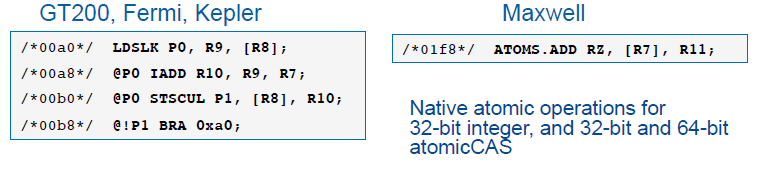 GT200, Fermi, Kepler
/*00a0*/ LDSLK P0, R9, [R8];
/*00a8*/ @P0 IADD R10, R9, R7;
/*00b0*/ @P0 STSCUL P1, [R8], R10;
/*00b8*/ @!P1 BRA 0xa0;
Maxwell
/*01f8*/ ATOMS.ADD RZ, [R7], R11;
Native atomic operations for
32-bit integer, and 32-bit and 64-bit
atomicCAS